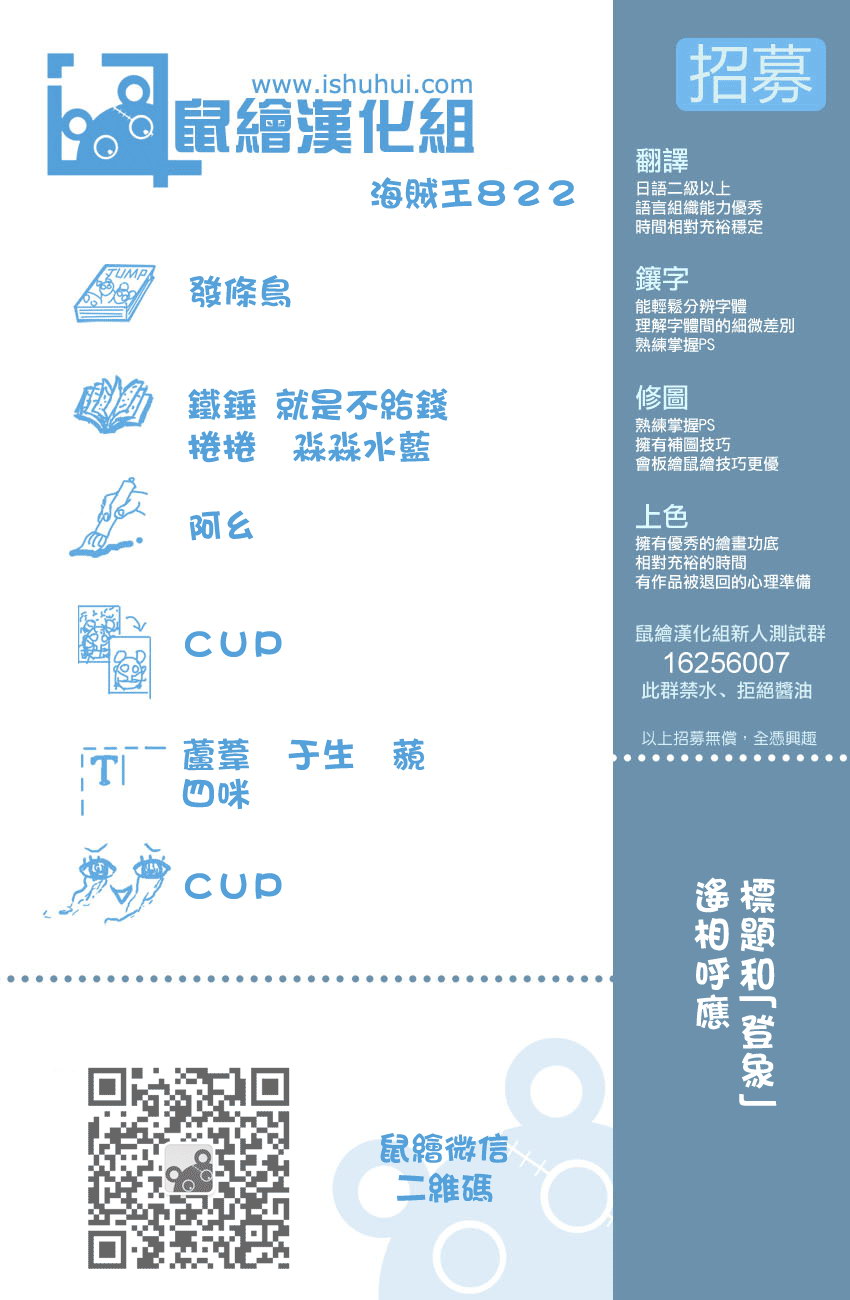 www.ishuhui.com
鼠繪漢化組
海賊王822
JUMP
發條鳥
鐵錘 就是不給錢
捲捲 淼淼水藍
阿幺
cup
T
蘆葦 于生 蘋
四咪
cup
鼠繪微信
二維碼
招募
翻譯
日語二級以上
語言組織能力優秀
時間相對充裕穩定
鑲字
能輕鬆分辨字體
理解字體間的細微差別
熟練掌握PS
修圖
熟練掌握PS
擁有補圖技巧
會板繪鼠繪技巧更優
上色
擁有優秀的繪畫功底
相對充裕的時間
有作品被退回的心理準備
鼠繪漢化組新人測試群
16256007
此群禁水、拒絕醬油
以上招募無償，全憑興趣
標題和「登象」
遙相呼應